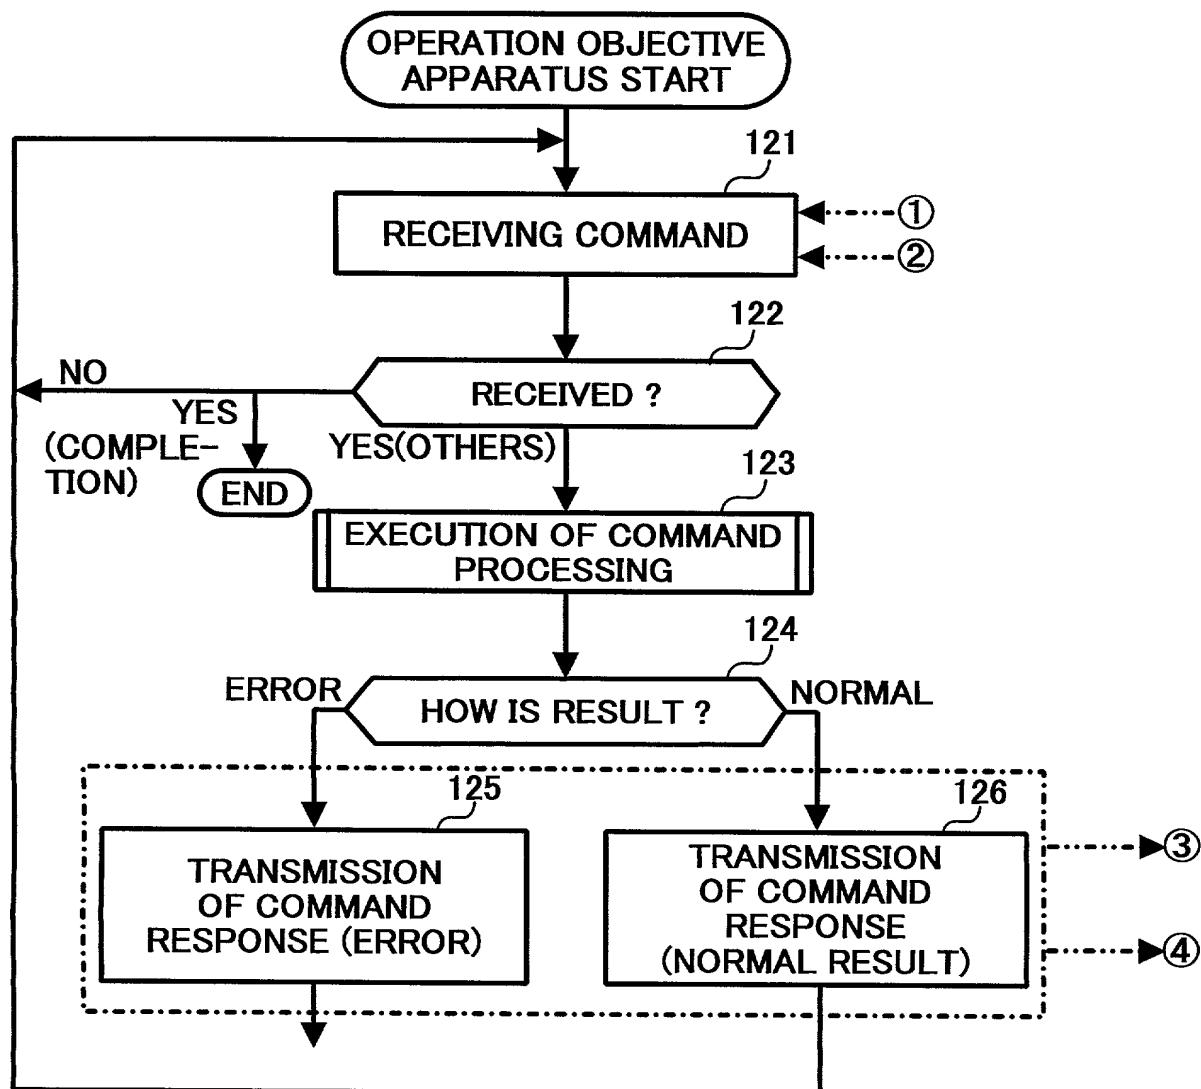 OPERATION OBJECTIVE
APPARATUS START
121
RECEIVING COMMAND
①
②
122
RECEIVED ?
NO
YES
(COMPLE-
TION)
END
YES(OTHERS)
123
EXECUTION OF COMMAND
PROCESSING
124
HOW IS RESULT ?
ERROR
NORMAL
125
TRANSMISSION
OF COMMAND
RESPONSE (ERROR)
126
TRANSMISSION
OF COMMAND
RESPONSE
(NORMAL RESULT)
③
④